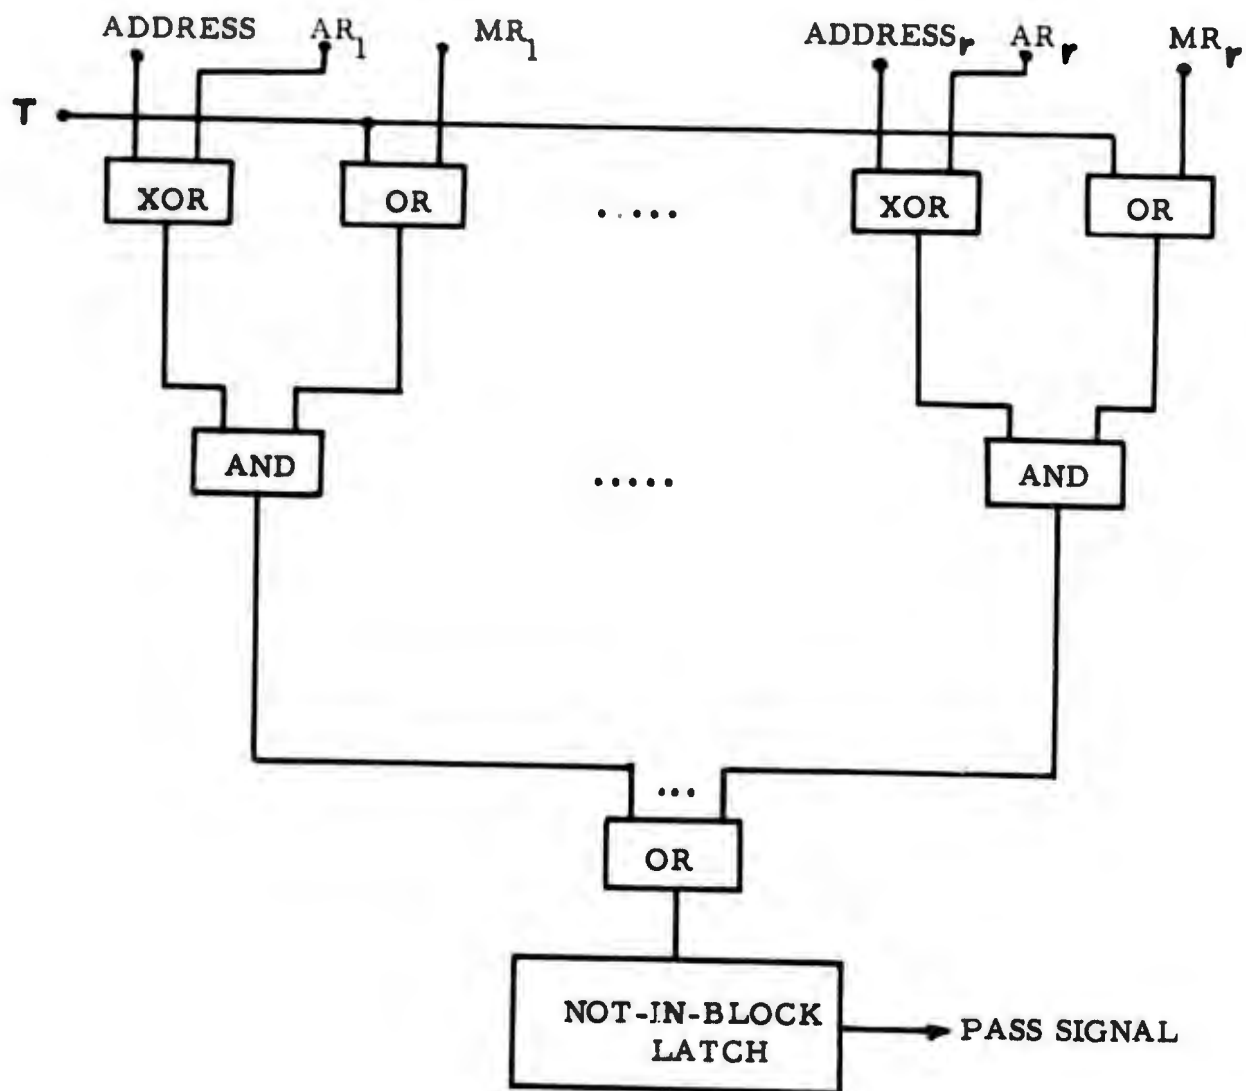 ADDRESS AR1 MR1 ADDRESSr ARr MRr
T
XOR OR ..... XOR OR
AND ..... AND
...
OR
NOT-IN-BLOCK
LATCH
PASS SIGNAL